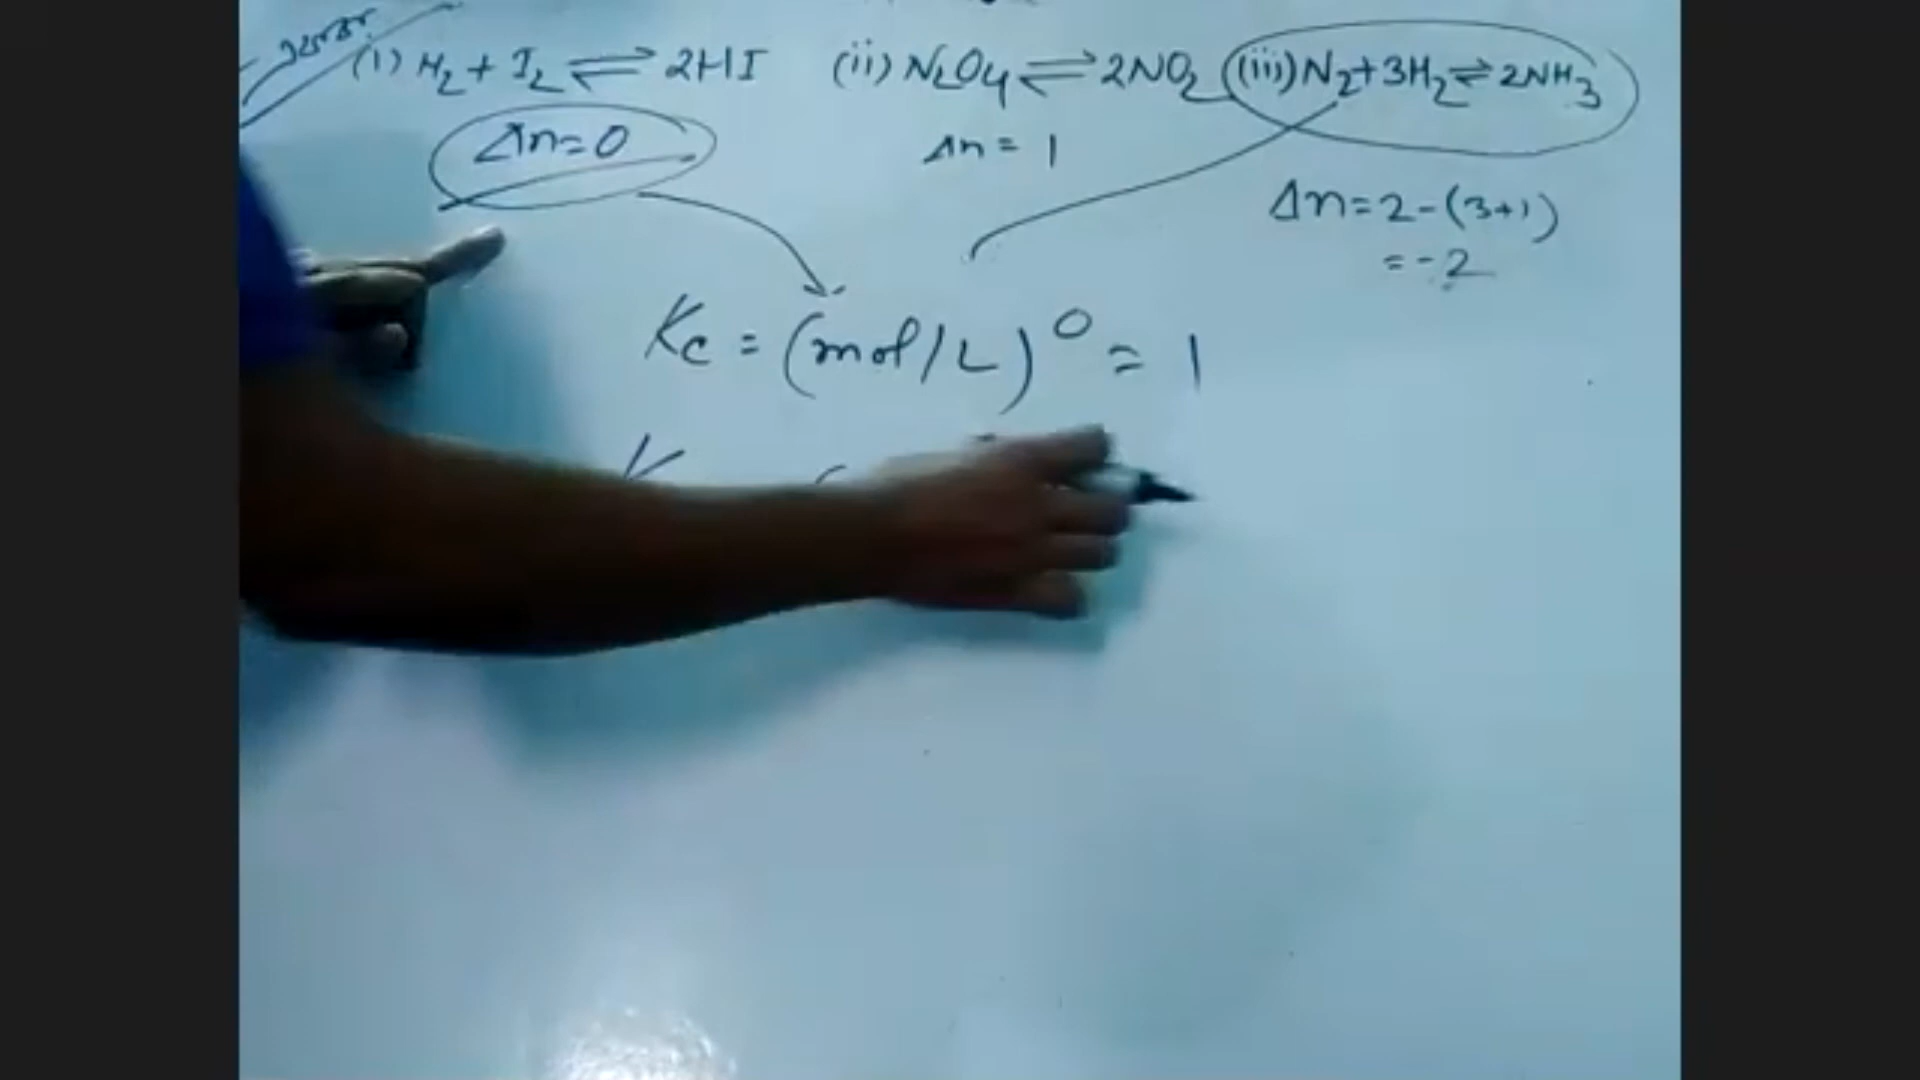 (i) H₂ + I₂ ⇌ 2HI (ii) N₂O₄ ⇌ 2NO₂ (iii) N₂+3H₂ ⇌ 2NH₃
Δn=0 Δn = 1
Δn=2-(3+1)
=-2
Kc = (mol/L)⁰ = 1
K (